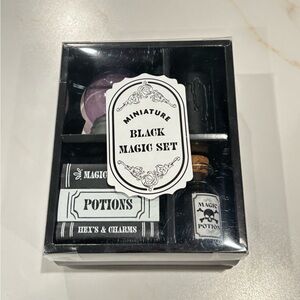 MINIATURE
BLACK
MAGIC SET
MAGIC
POTIONS
HEX'S & CHARMS
MAGIC
POTION